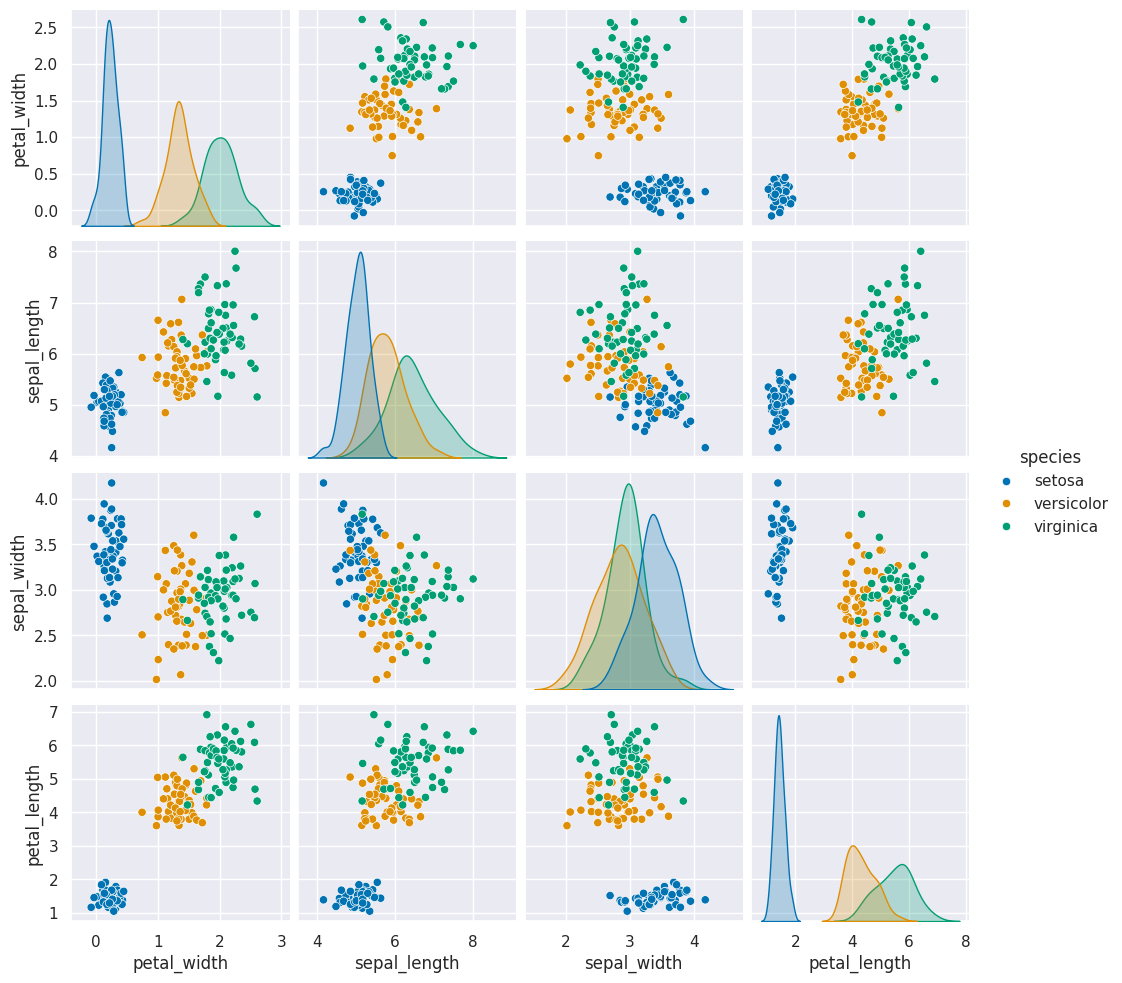 petal_width
2.5
2.0
1.5
1.0
0.5
0.0
sepal_length
8
7
6
5
4
sepal_width
4.0
3.5
3.0
2.5
2.0
petal_length
7
6
5
4
3
2
1
0 1 2 3
petal_width
4 6 8
sepal_length
2 3 4
sepal_width
2 4 6 8
petal_length
species
setosa
versicolor
virginica